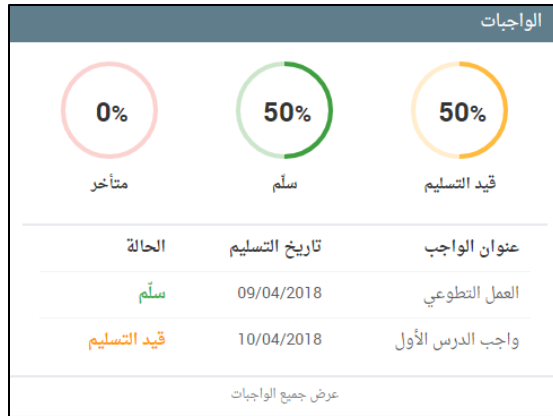 الواجبات
50% 50% 0%
قيد التسليم سلّم متأخر
عنوان الواجب تاريخ التسليم الحالة
العمل التطوعي 09/04/2018 سلّم
واجب الدرس الأول 10/04/2018 قيد التسليم
عرض جميع الواجبات